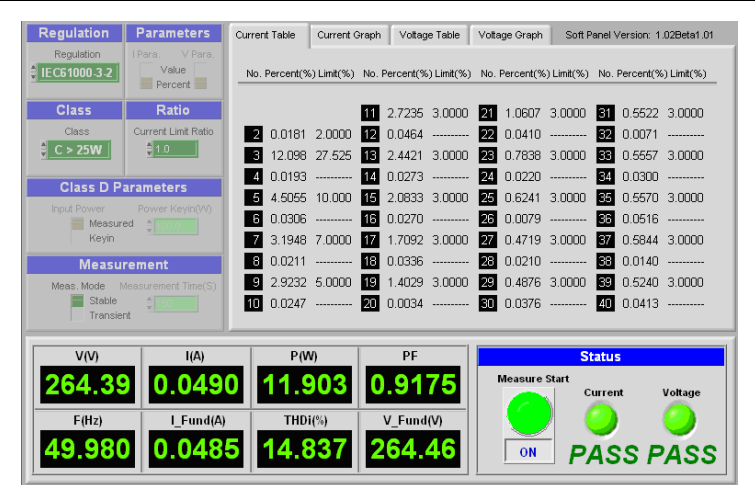 Regulation
Parameters
Regulation
I Para. V Para.
IEC61000-3-2
Value
Percent
Class
Ratio
Class
Current Limit Ratio
C > 25W
1.0
Class D Parameters
Input Power
Power Keyin(W)
Measured
Keyin
Measurement
Meas. Mode
Measurement Time(S)
Stable
Transient
Current Table
Current Graph
Voltage Table
Voltage Graph
Soft Panel Version: 1.02Beta1.01
No. Percent(%) Limit(%) No. Percent(%) Limit(%) No. Percent(%) Limit(%) No. Percent(%) Limit(%)
11 2.7235 3.0000 21 1.0607 3.0000 31 0.5522 3.0000
2 0.0181 2.0000 12 0.0464 ---------- 22 0.0410 ---------- 32 0.0071 ----------
3 12.098 27.525 13 2.4421 3.0000 23 0.7838 3.0000 33 0.5557 3.0000
4 0.0193 ---------- 14 0.0273 ---------- 24 0.0220 ---------- 34 0.0300 ----------
5 4.5055 10.000 15 2.0833 3.0000 25 0.6241 3.0000 35 0.5570 3.0000
6 0.0306 ---------- 16 0.0270 ---------- 26 0.0079 ---------- 36 0.0516 ----------
7 3.1948 7.0000 17 1.7092 3.0000 27 0.4719 3.0000 37 0.5844 3.0000
8 0.0211 ---------- 18 0.0336 ---------- 28 0.0210 ---------- 38 0.0140 ----------
9 2.9232 5.0000 19 1.4029 3.0000 29 0.4876 3.0000 39 0.5240 3.0000
10 0.0247 ---------- 20 0.0034 ---------- 30 0.0376 ---------- 40 0.0413 ----------
V(V) I(A) P(W) PF
264.39 0.0490 11.903 0.9175
F(Hz) I_Fund(A) THDi(%) V_Fund(V)
49.980 0.0485 14.837 264.46
Status
Measure Start
Current
Voltage
ON
PASS PASS